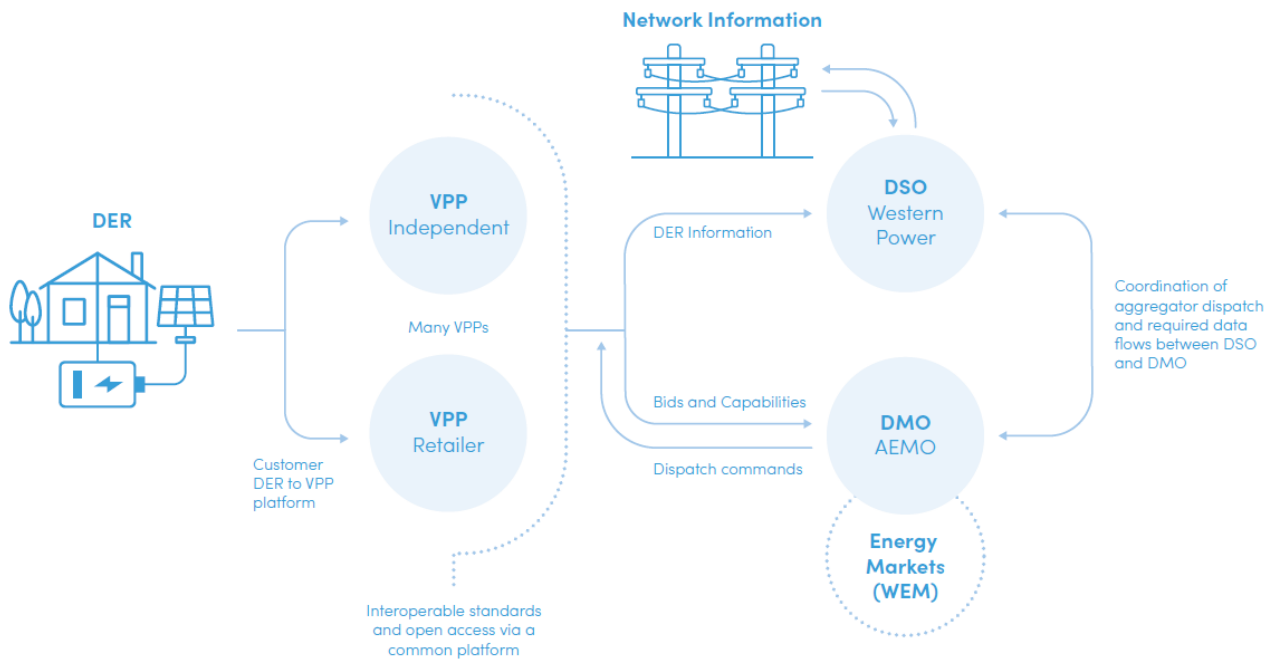 Network Information
DER
VPP
Independent
Many VPPs
VPP
Retailer
Customer
DER to VPP
platform
Interoperable standards
and open access via a
common platform
DER Information
Bids and Capabilities
Dispatch commands
DSO
Western
Power
DMO
AEMO
Energy
Markets
(WEM)
Coordination of
aggregator dispatch
and required data
flows between DSO
and DMO